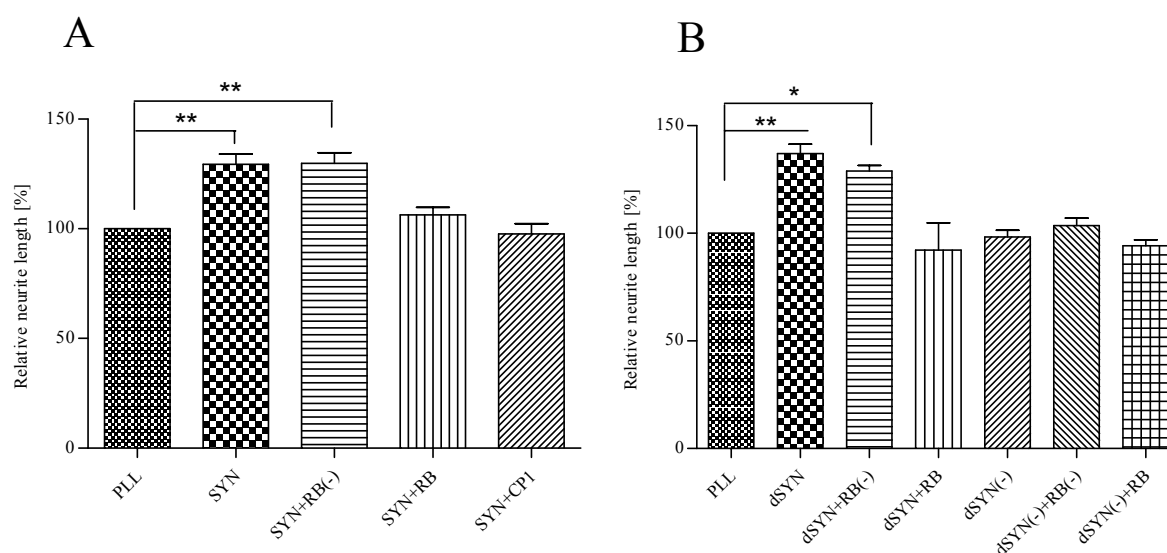 A
**
**
150
100
50
0
Relative neurite length [%]
PLL
SYN
SYN+RB(-)
SYN+RB
SYN+CP1
B
*
**
150
100
50
0
Relative neurite length [%]
PLL
dSYN
dSYN+RB(-)
dSYN+RB
dSYN(-)
dSYN(-)+RB(-)
dSYN(-)+RB